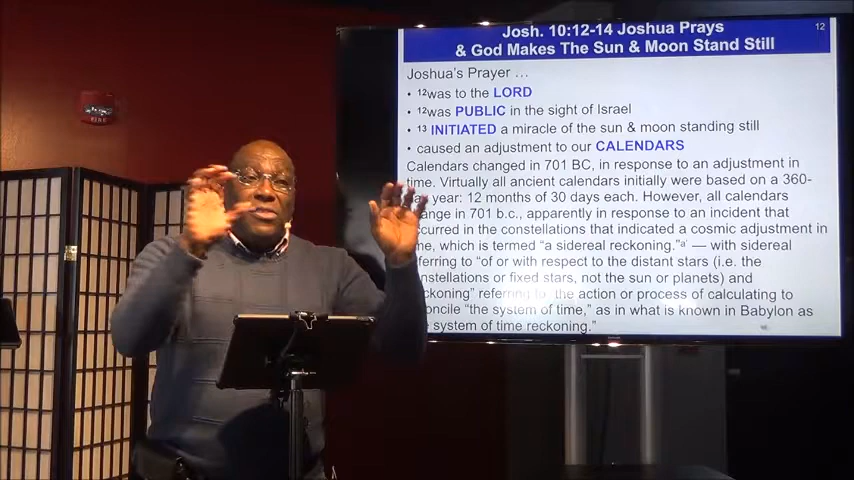 Josh. 10:12-14 Joshua Prays
& God Makes The Sun & Moon Stand Still
12
Joshua's Prayer …
• 12was to the LORD
• 12was PUBLIC in the sight of Israel
• 13 INITIATED a miracle of the sun & moon standing still
• caused an adjustment to our CALENDARS
Calendars changed in 701 BC, in response to an adjustment in
time. Virtually all ancient calendars initially were based on a 360-
year: 12 months of 30 days each. However, all calendars
in 701 b.c., apparently in response to an incident that
occurred in the constellations that indicated a cosmic adjustment in
which is termed "a sidereal reckoning." — with sidereal
to "of or with respect to the distant stars (i.e. the
or fixed stars, not the sun or planets) and
referring to the action or process of calculating to
"the system of time," as in what is known in Babylon as
system of time reckoning."
FIRE